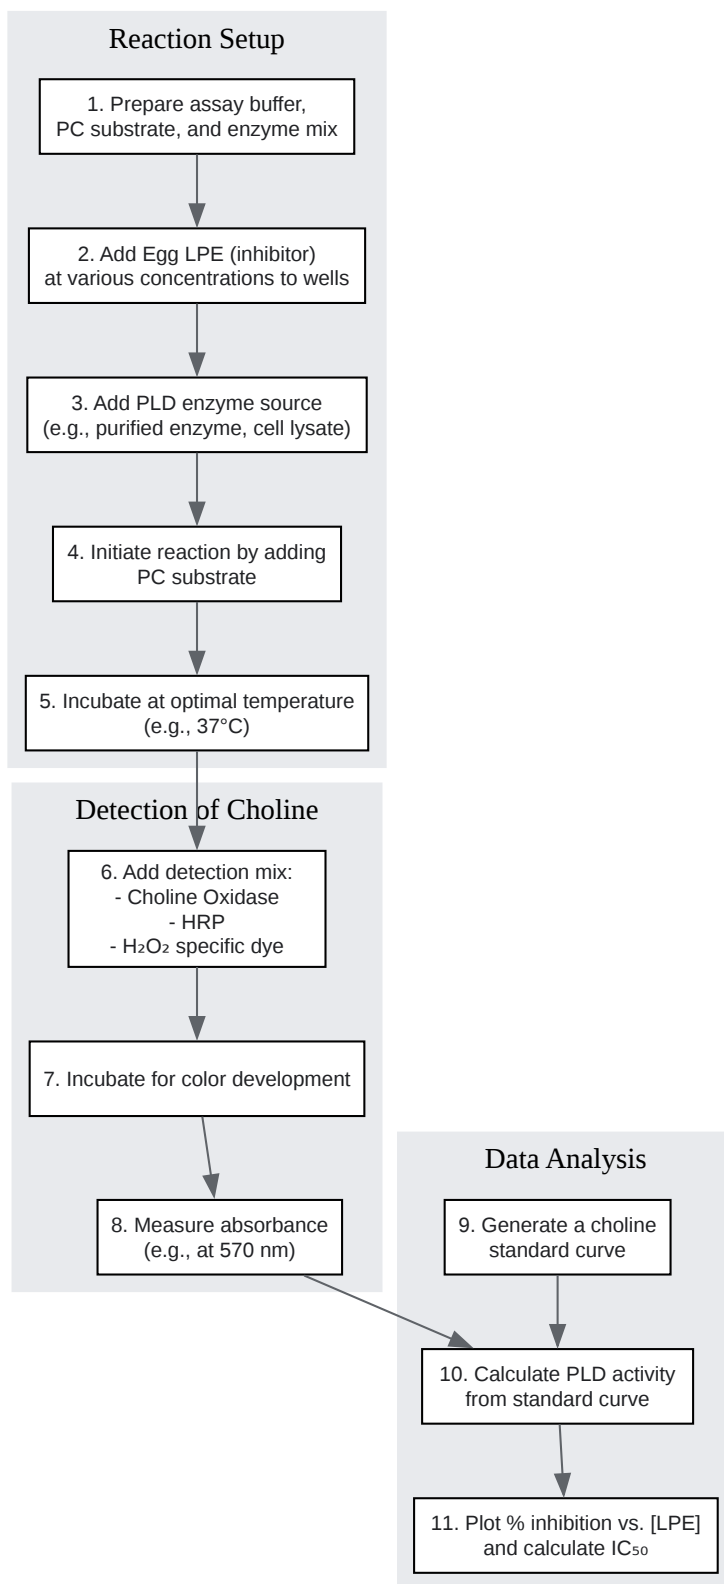 Reaction Setup
1. Prepare assay buffer,
PC substrate, and enzyme mix
2. Add Egg LPE (inhibitor)
at various concentrations to wells
3. Add PLD enzyme source
(e.g., purified enzyme, cell lysate)
4. Initiate reaction by adding
PC substrate
5. Incubate at optimal temperature
(e.g., 37°C)
Detection of Choline
6. Add detection mix:
- Choline Oxidase
- HRP
- H₂O₂ specific dye
7. Incubate for color development
8. Measure absorbance
(e.g., at 570 nm)
Data Analysis
9. Generate a choline
standard curve
10. Calculate PLD activity
from standard curve
11. Plot % inhibition vs. [LPE]
and calculate IC₅₀